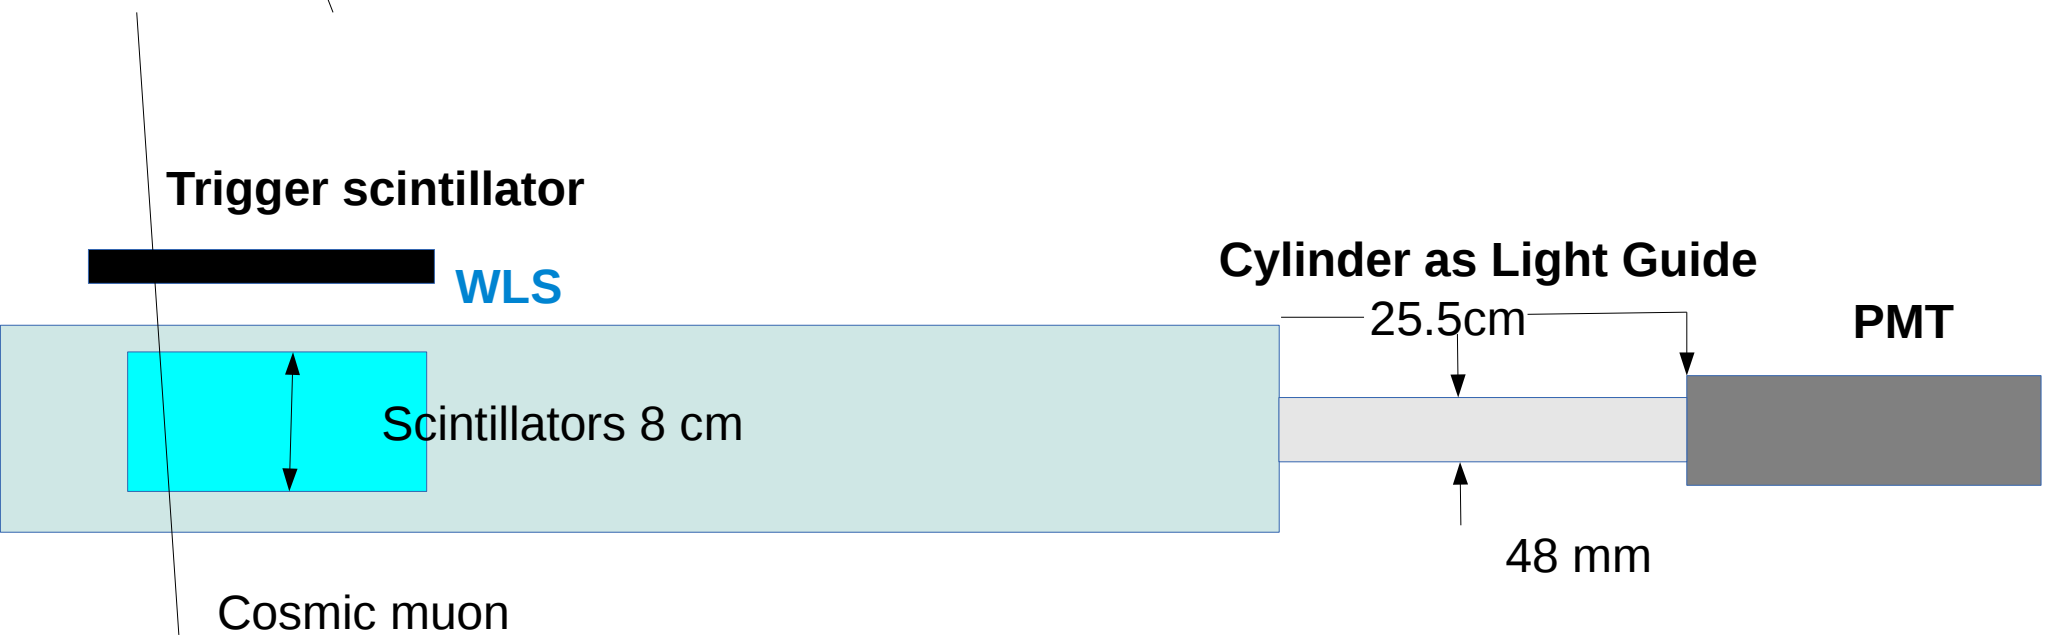 Trigger scintillator
WLS
Cylinder as Light Guide
25.5cm
PMT
Scintillators 8 cm
48 mm
Cosmic muon